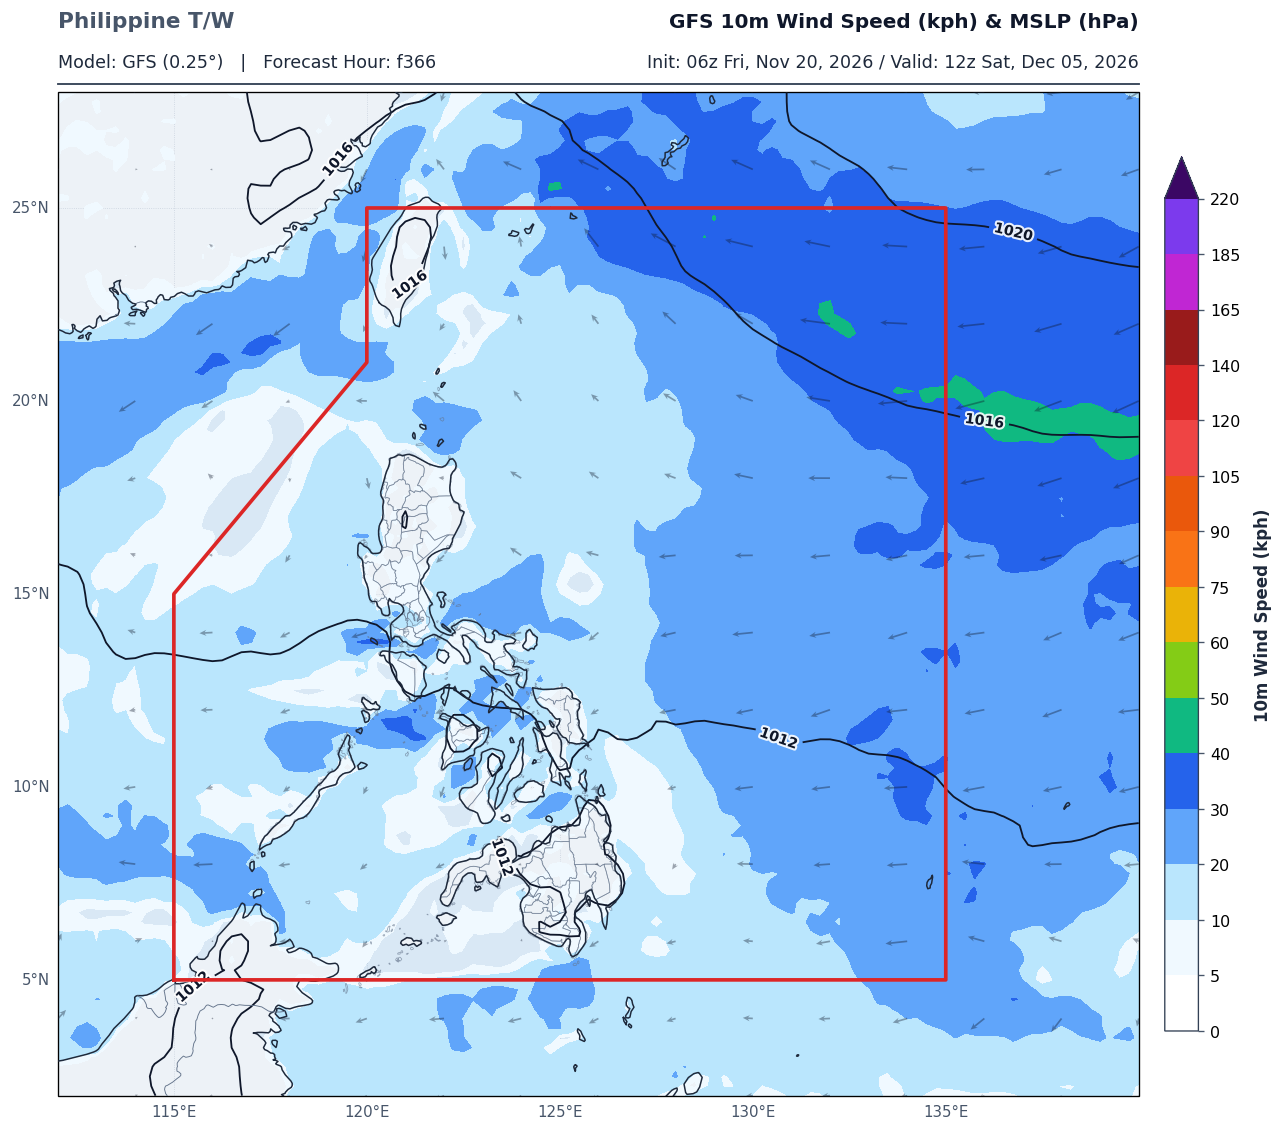 Philippine T/W
GFS 10m Wind Speed (kph) & MSLP (hPa)
Model: GFS (0.25°)   |   Forecast Hour: f366
Init: 06z Fri, Nov 20, 2026 / Valid: 12z Sat, Dec 05, 2026
1016
1020
1016
1016
1012
1012
1012
25°N
20°N
15°N
10°N
5°N
115°E
120°E
125°E
130°E
135°E
220
185
165
140
120
105
90
75
60
50
40
30
20
10
5
0
10m Wind Speed (kph)